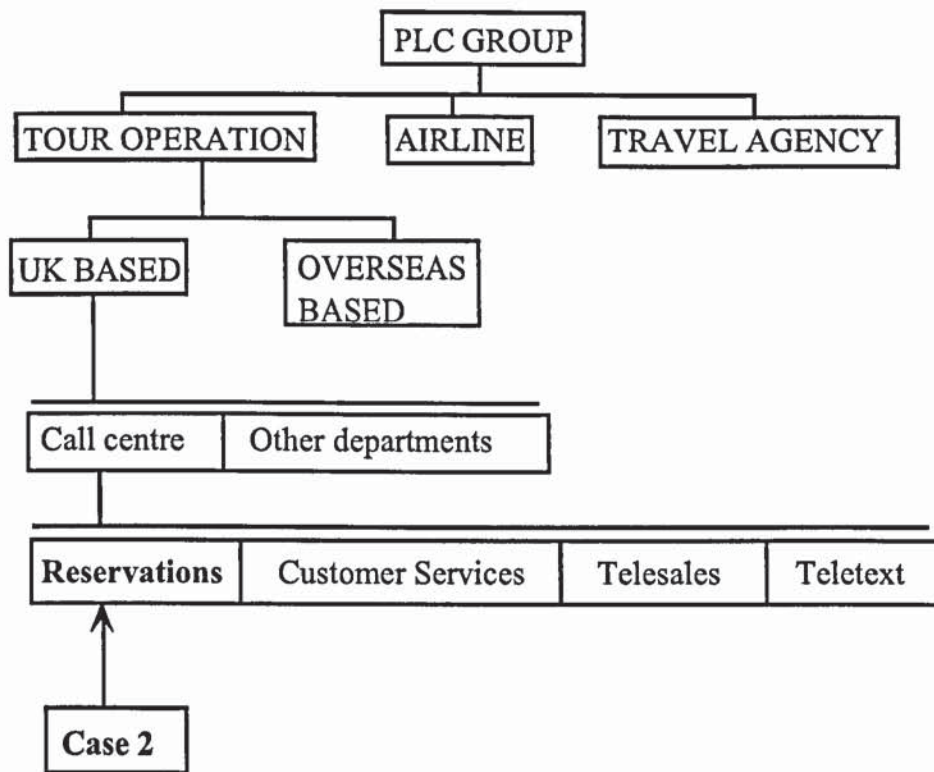 PLC GROUP
TOUR OPERATION
AIRLINE
TRAVEL AGENCY
UK BASED
OVERSEAS
BASED
Call centre
Other departments
Reservations
Customer Services
Telesales
Teletext
Case 2